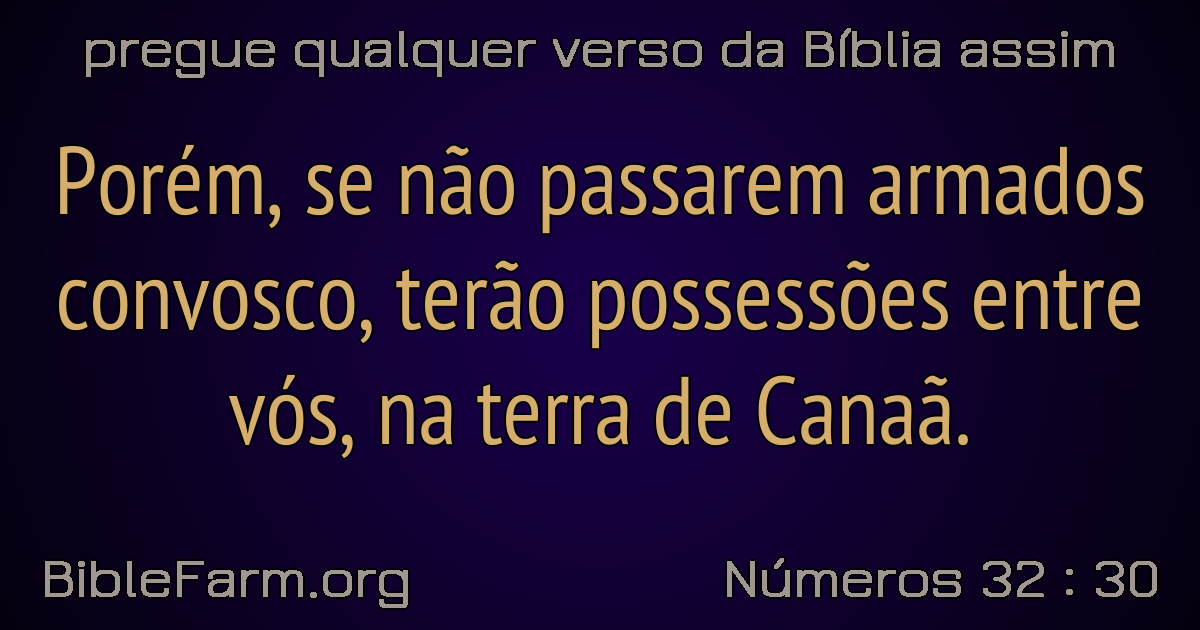 pregue qualquer verso da Bíblia assim
Porém, se não passarem armados
convosco, terão possessões entre
vós, na terra de Canaã.
BibleFarm.org
Números 32 : 30